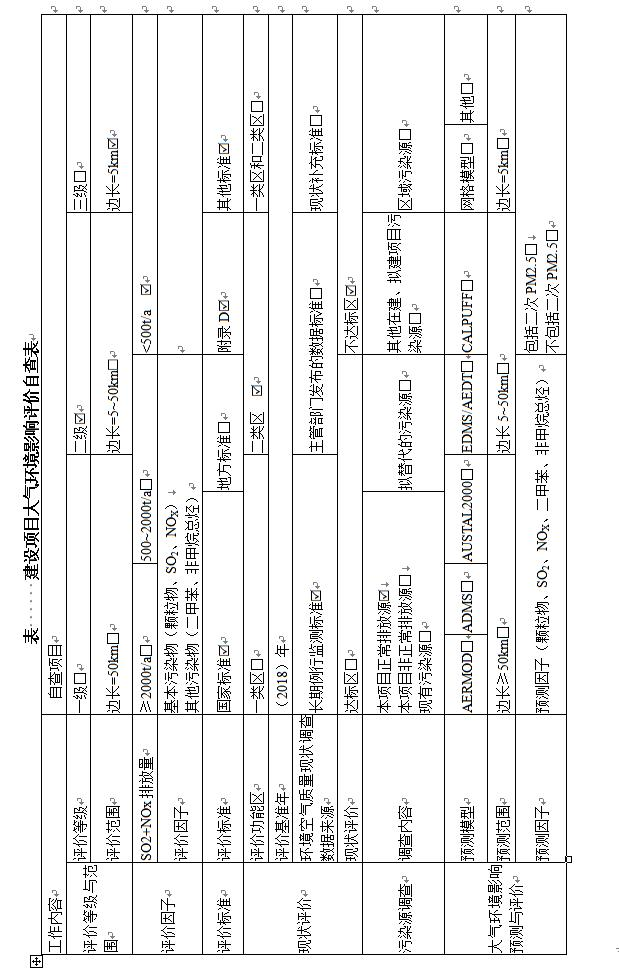 表······建设项目大气环境影响评价自查表
工作内容 自查项目
评价等级与范围 评价等级 一级□ 二级☑ 三级□
评价范围 边长=50km□ 边长=5~50km□ 边长=5km☑
评价因子 SO2+NOx 排放量 ≥2000t/a□ 500~2000t/a□ <500t/a ☑
评价因子 基本污染物（颗粒物、SO₂、NOX）
其他污染物（二甲苯、非甲烷总烃）
评价标准 评价标准 国家标准☑ 地方标准□ 附录 D☑ 其他标准☑
现状评价 评价功能区 一类区□ 二类区 ☑ 一类区和二类区□
评价基准年 （2018）年
环境空气质量现状调查数据来源 长期例行监测标准☑ 主管部门发布的数据标准□ 现状补充标准□
现状评价 达标区□ 不达标区☑
污染源调查 调查内容 本项目正常排放源☑
本项目非正常排放源□
现有污染源□
拟替代的污染源□ 其他在建、拟建项目污染源□ 区域污染源□
大气环境影响预测与评价 预测模型 AERMOD□ ADMS□ AUSTAL2000□ EDMS/AEDT□ CALPUFF□ 网格模型□ 其他□
预测范围 边长≥50km□ 边长 5~50km□ 边长=5km□
预测因子 预测因子（颗粒物、SO₂、NOX、二甲苯、非甲烷总烃）
包括二次 PM2.5□
不包括二次 PM2.5□